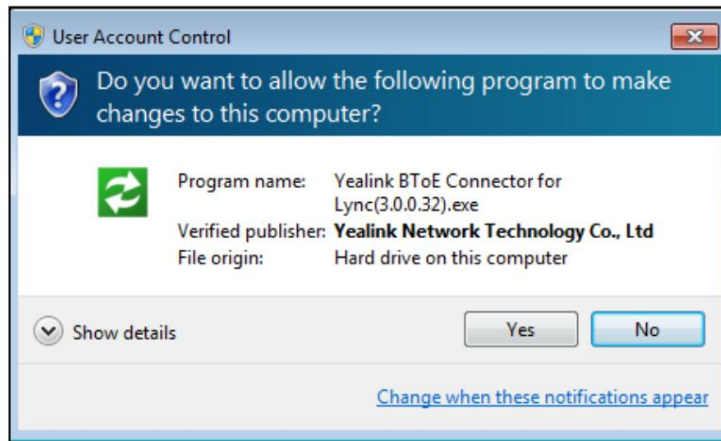 User Account Control
Do you want to allow the following program to make
changes to this computer?
Program name: Yealink BToE Connector for
Lync(3.0.0.32).exe
Verified publisher: Yealink Network Technology Co., Ltd
File origin: Hard drive on this computer
Show details
Yes
No
Change when these notifications appear